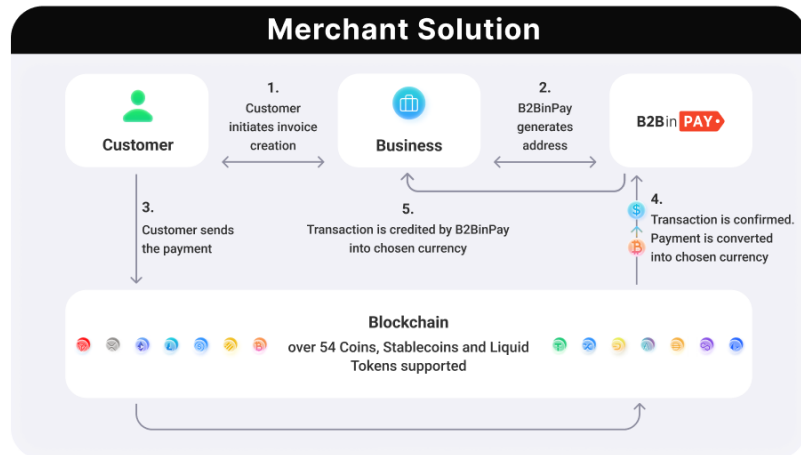 Merchant Solution
Customer
1.
Customer
initiates invoice
creation
Business
2.
B2BinPay
generates
address
B2BinPAY
3.
Customer sends
the payment
5.
Transaction is credited by B2BinPay
into chosen currency
4.
Transaction is confirmed.
Payment is converted
into chosen currency
Blockchain
over 54 Coins, Stablecoins and Liquid
Tokens supported